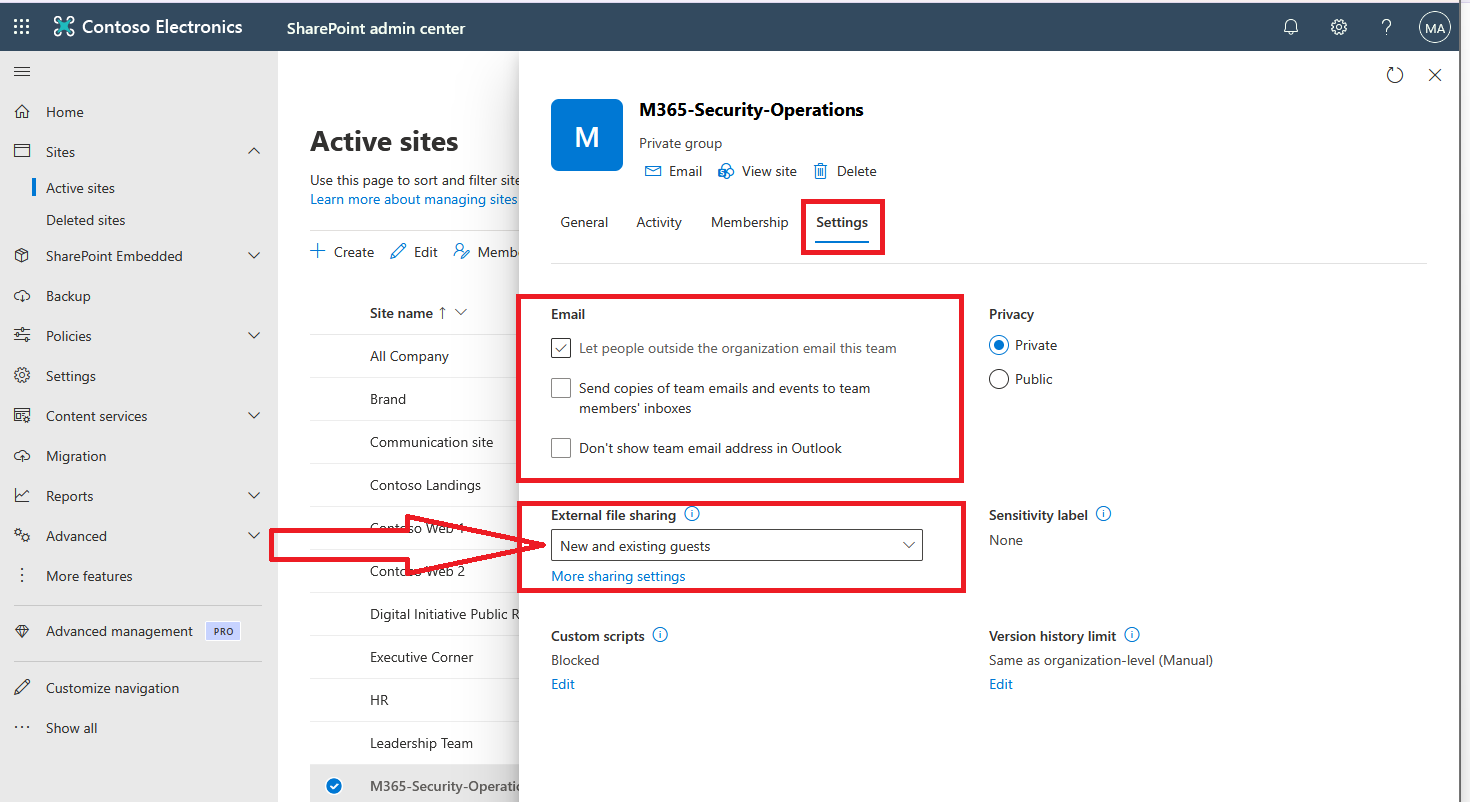 Contoso Electronics
SharePoint admin center
MA
Home
Sites
Active sites
Deleted sites
SharePoint Embedded
Backup
Policies
Settings
Content services
Migration
Reports
Advanced
More features
Advanced management PRO
Customize navigation
Show all
Active sites
Use this page to sort and filter site
Learn more about managing sites
Create Edit Membe
Site name ↑
All Company
Brand
Communication site
Contoso Landings
Contoso Web 1
Contoso Web 2
Digital Initiative Public R
Executive Corner
HR
Leadership Team
M365-Security-Operatio
M
M365-Security-Operations
Private group
Email View site Delete
General Activity Membership Settings
Email
Let people outside the organization email this team
Send copies of team emails and events to team
members' inboxes
Don't show team email address in Outlook
Privacy
Private
Public
External file sharing
New and existing guests
More sharing settings
Sensitivity label
None
Custom scripts
Blocked
Edit
Version history limit
Same as organization-level (Manual)
Edit